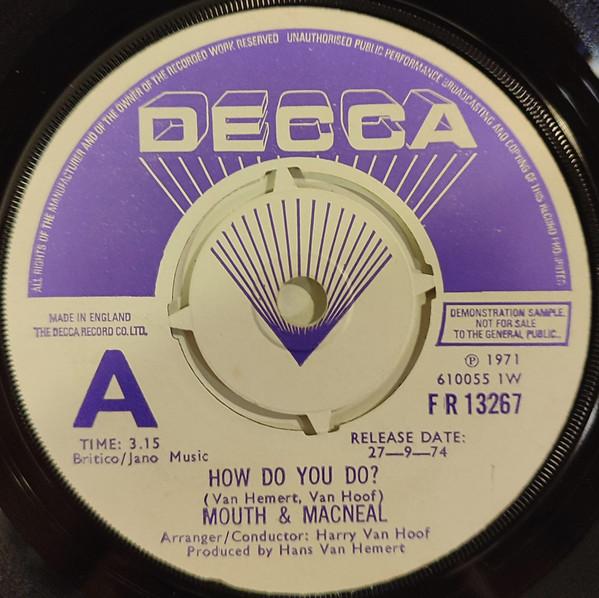 ALL RIGHTS OF THE MANUFACTURER AND OF THE OWNER OF THE RECORDED WORK RESERVED UNAUTHORISED PUBLIC PERFORMANCE BROADCASTING AND COPYING OF THIS RECORD PROHIBITED
DECCA
MADE IN ENGLAND
THE DECCA RECORD CO. LTD.
DEMONSTRATION SAMPLE
NOT FOR SALE
TO THE GENERAL PUBLIC.
A
℗ 1971
610055 1W
FR 13267
TIME: 3.15
Britico/Jano Music
RELEASE DATE:
27—9—74
HOW DO YOU DO?
(Van Hemert, Van Hoof)
MOUTH & MACNEAL
Arranger/Conductor: Harry Van Hoof
Produced by Hans Van Hemert